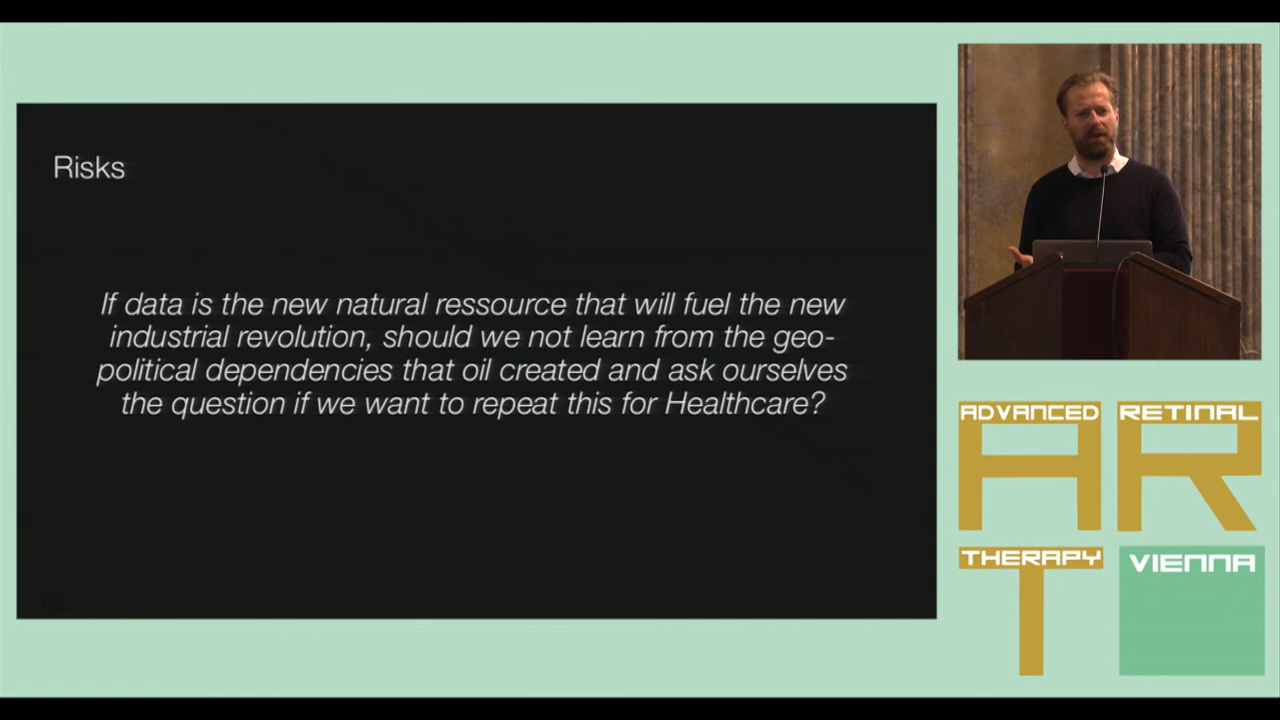 Risks
If data is the new natural ressource that will fuel the new
industrial revolution, should we not learn from the geo-
political dependencies that oil created and ask ourselves
the question if we want to repeat this for Healthcare?
ADVANCED
RETINAL
THERAPY
VIENNA